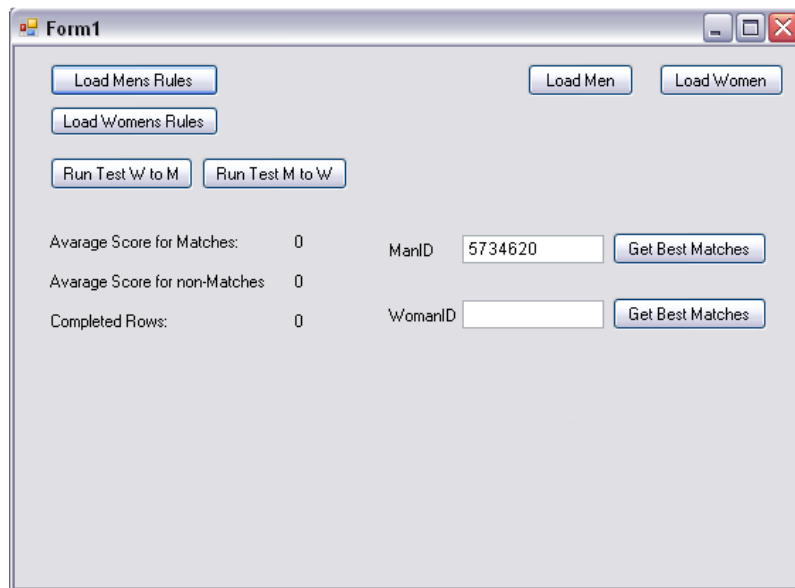 Form1
Load Mens Rules
Load Men
Load Women
Load Womens Rules
Run Test W to M
Run Test M to W
Avarage Score for Matches: 0
ManID 5734620 Get Best Matches
Avarage Score for non-Matches 0
WomanID Get Best Matches
Completed Rows: 0